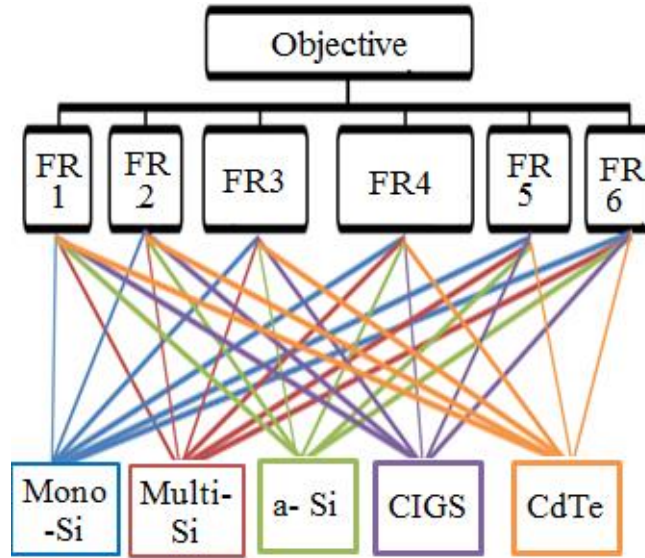 Objective
FR
1
FR
2
FR3
FR4
FR
5
FR
6
Mono
-Si
Multi-
Si
a- Si
CIGS
CdTe